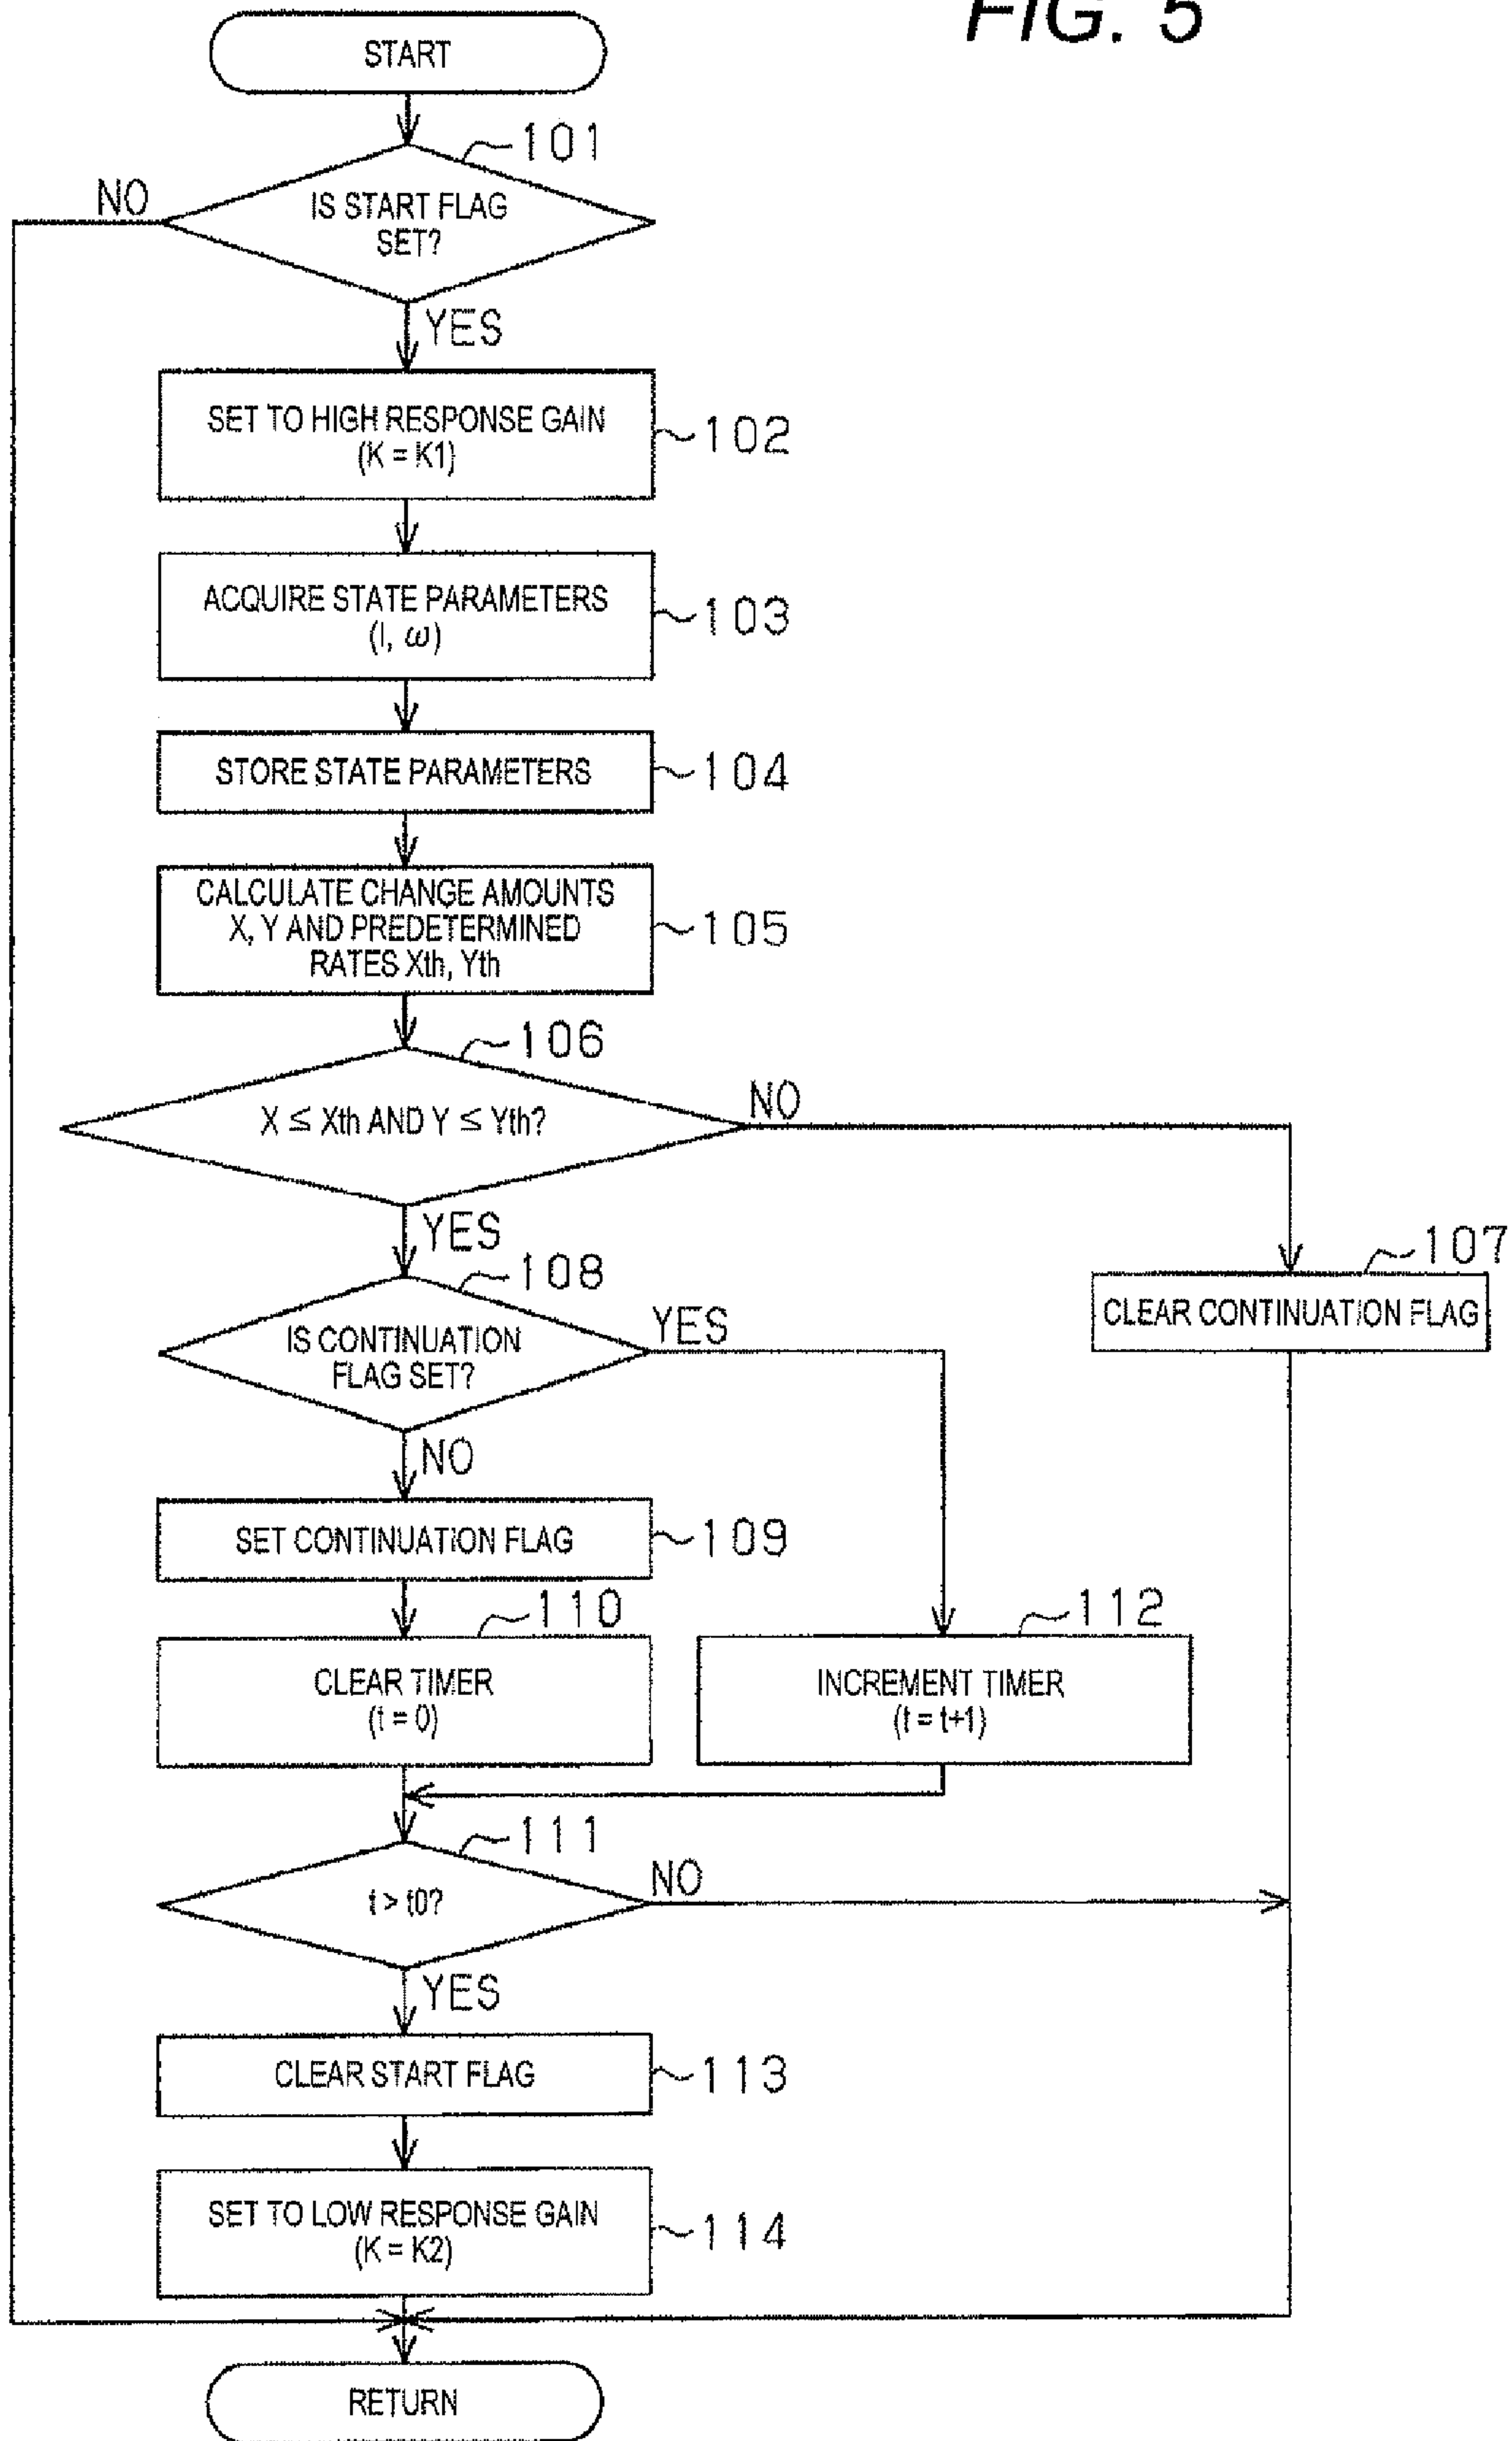 FIG. 5
START
101
NO
IS START FLAG
SET?
YES
SET TO HIGH RESPONSE GAIN
(K = K1)
102
ACQUIRE STATE PARAMETERS
(I, ω)
103
STORE STATE PARAMETERS
104
CALCULATE CHANGE AMOUNTS
X, Y AND PREDETERMINED
RATES Xth, Yth
105
106
X ≤ Xth AND Y ≤ Yth?
NO
YES
107
CLEAR CONTINUATION FLAG
108
IS CONTINUATION
FLAG SET?
YES
NO
SET CONTINUATION FLAG
109
110
CLEAR TIMER
(t = 0)
112
INCREMENT TIMER
(t = t+1)
111
t > t0?
NO
YES
CLEAR START FLAG
113
SET TO LOW RESPONSE GAIN
(K = K2)
114
RETURN